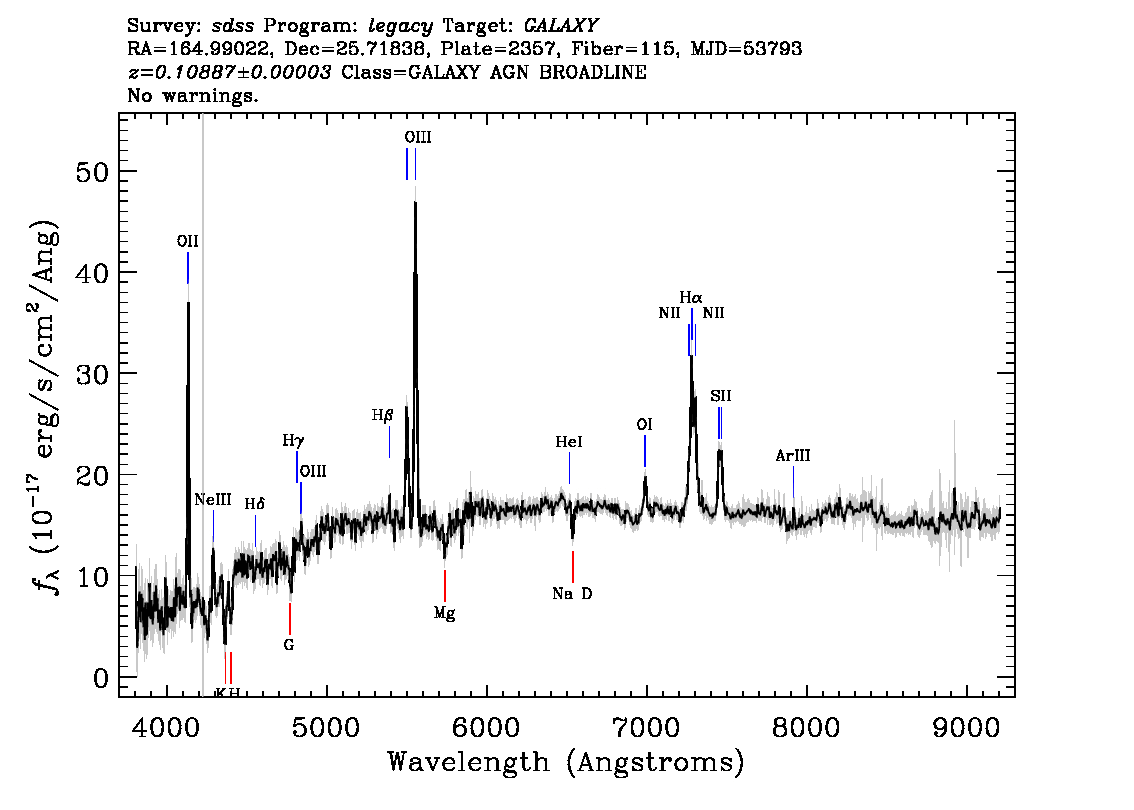 Survey: sdss Program: legacy Target: GALAXY
RA=164.99022, Dec=25.71838, Plate=2357, Fiber=115, MJD=53793
z=0.10887±0.00003 Class=GALAXY AGN BROADLINE
No warnings.
OIII
OII
Hα
NII NII
SII
Hβ
OI
Hγ
HeI
OIII
ArIII
NeIII
Hδ
Na D
Mg
G
K H
50
40
30
20
10
0
4000 5000 6000 7000 8000 9000
Wavelength (Angstroms)
fλ (10⁻¹⁷ erg/s/cm²/Ang)